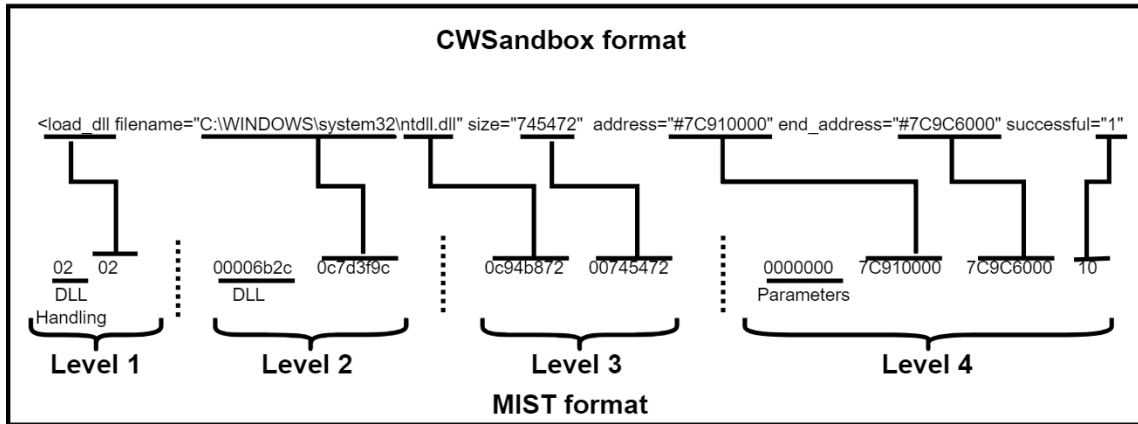 CWSandbox format
<load_dll filename="C:\WINDOWS\system32\ntdll.dll" size="745472" address="#7C910000" end_address="#7C9C6000" successful="1"
02 02 00006b2c 0c7d3f9c 0c94b872 00745472 0000000 7C910000 7C9C6000 10
DLL DLL Parameters
Handling
Level 1 Level 2 Level 3 Level 4
MIST format